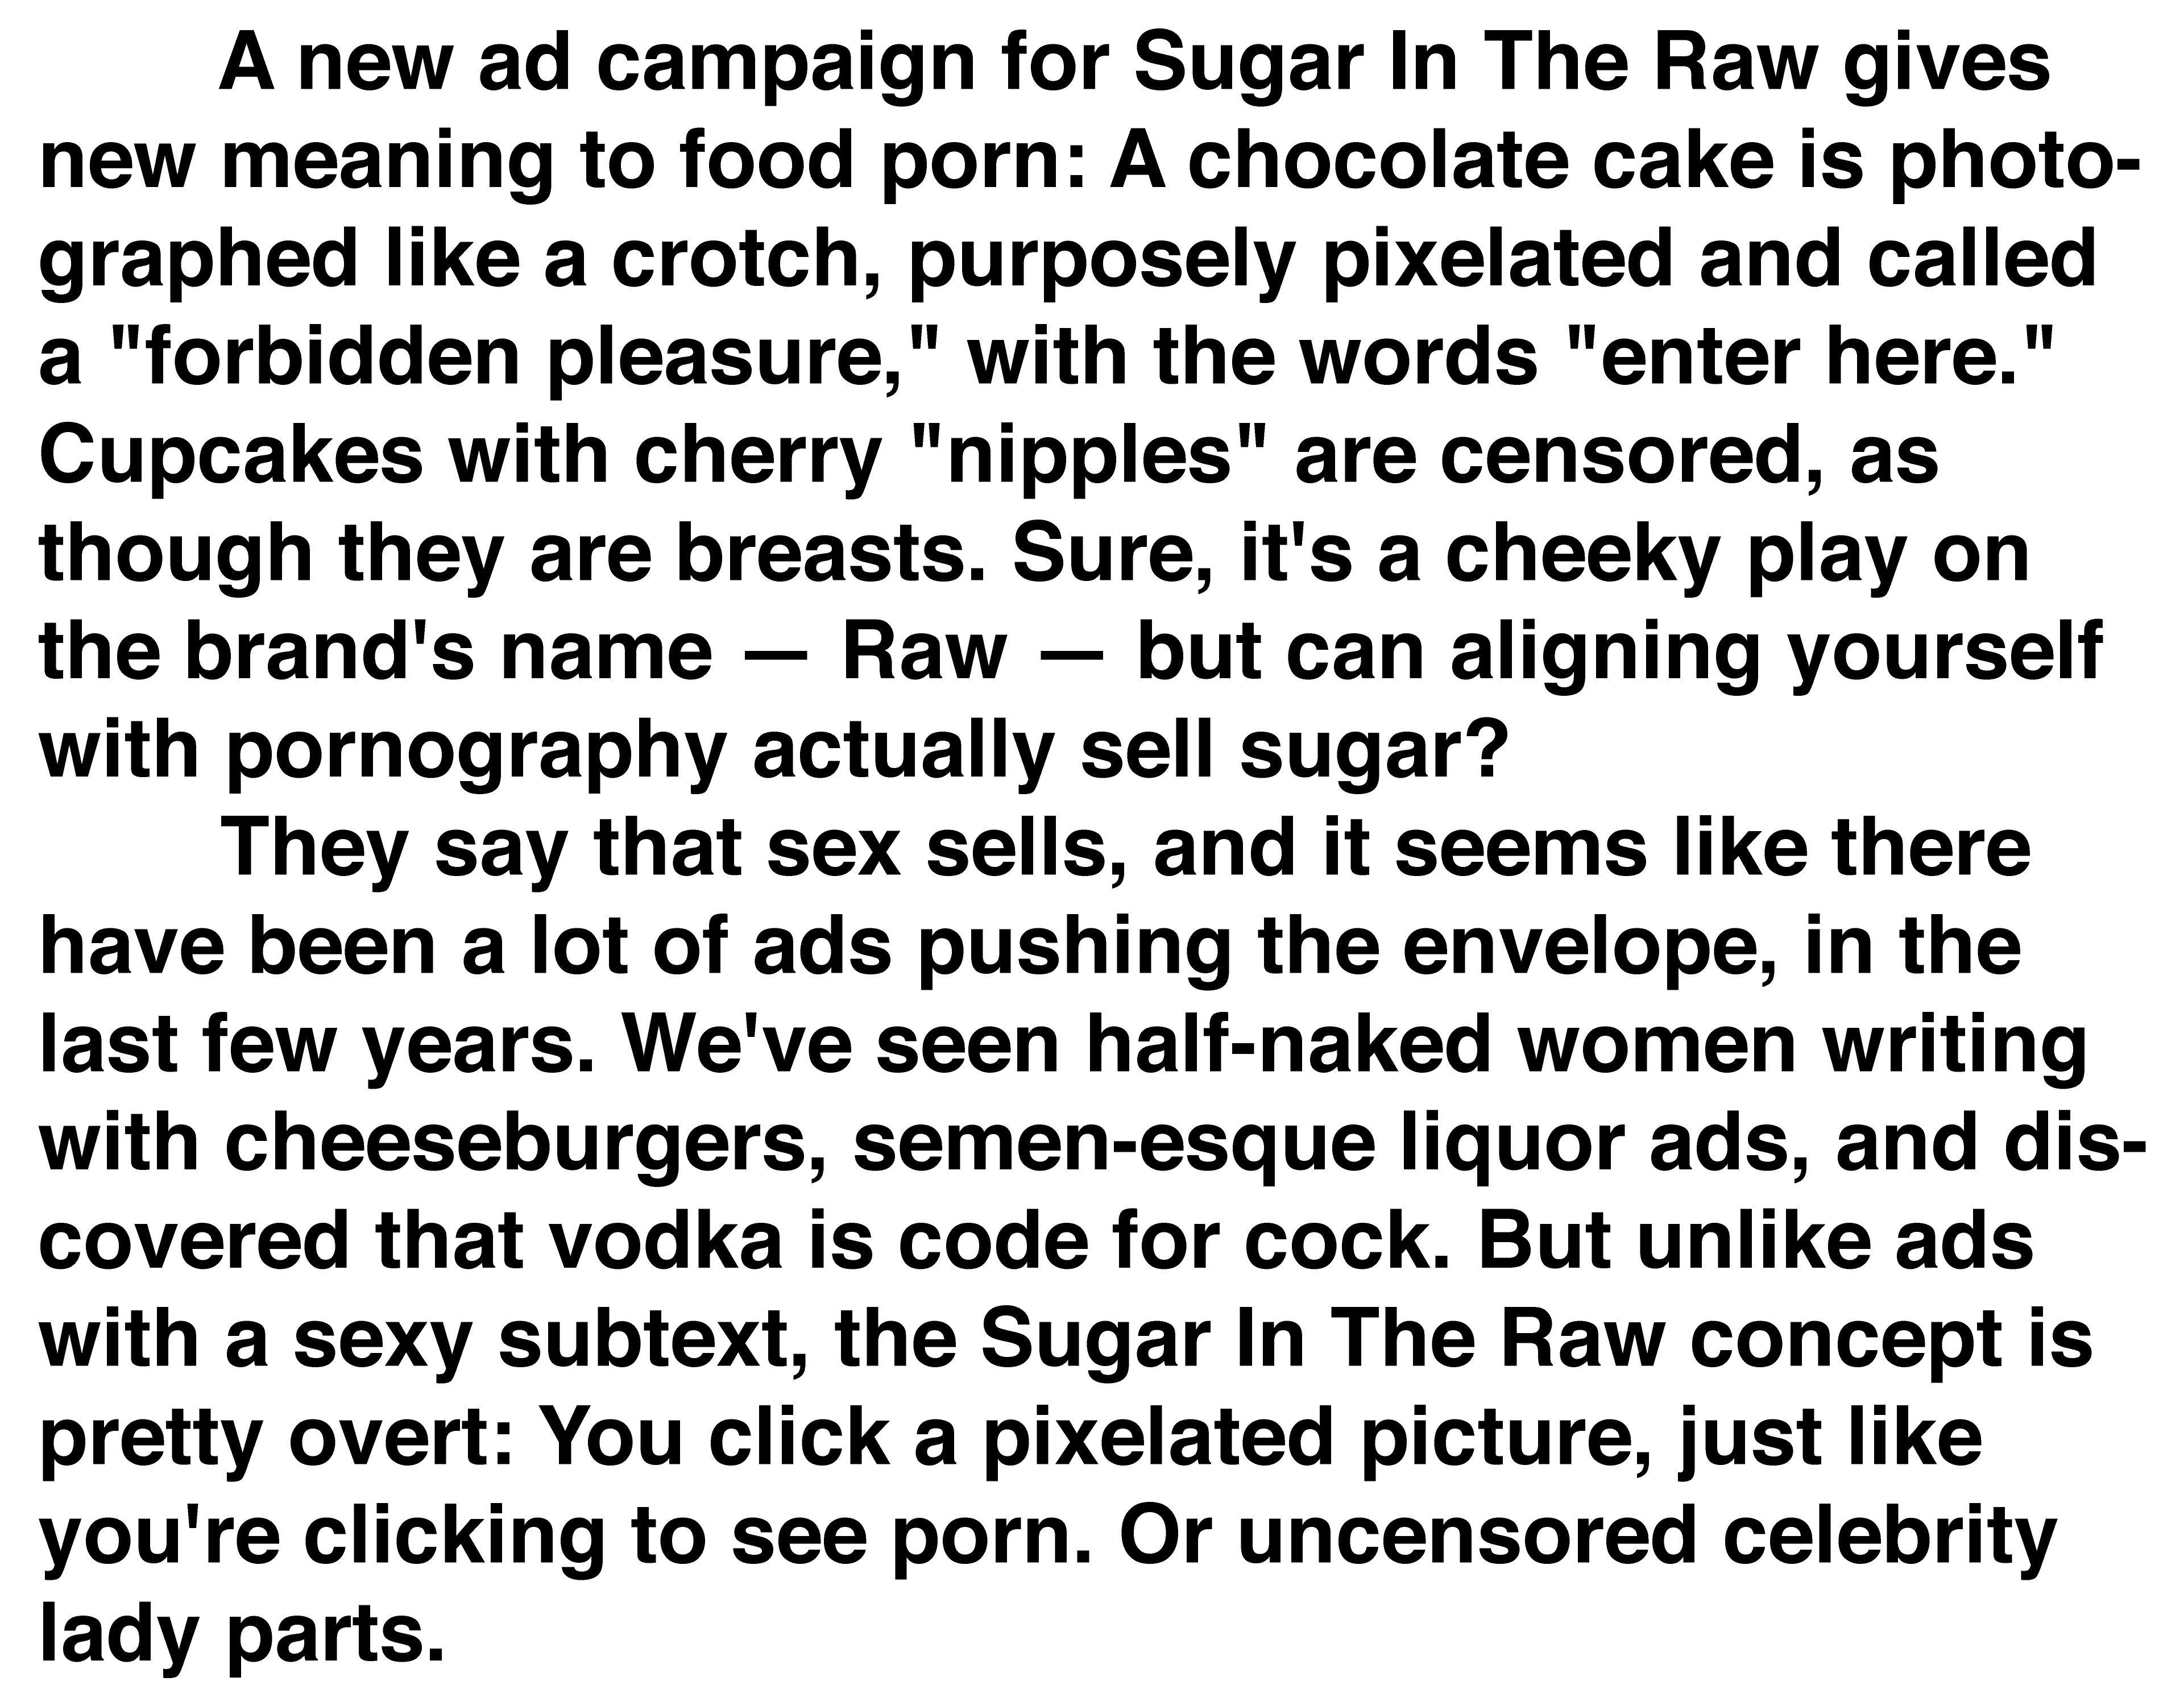 A new ad campaign for Sugar In The Raw gives
new meaning to food porn: A chocolate cake is photo-
graphed like a crotch, purposely pixelated and called
a "forbidden pleasure," with the words "enter here."
Cupcakes with cherry "nipples" are censored, as
though they are breasts. Sure, it's a cheeky play on
the brand's name — Raw — but can aligning yourself
with pornography actually sell sugar?
They say that sex sells, and it seems like there
have been a lot of ads pushing the envelope, in the
last few years. We've seen half-naked women writing
with cheeseburgers, semen-esque liquor ads, and dis-
covered that vodka is code for cock. But unlike ads
with a sexy subtext, the Sugar In The Raw concept is
pretty overt: You click a pixelated picture, just like
you're clicking to see porn. Or uncensored celebrity
lady parts.